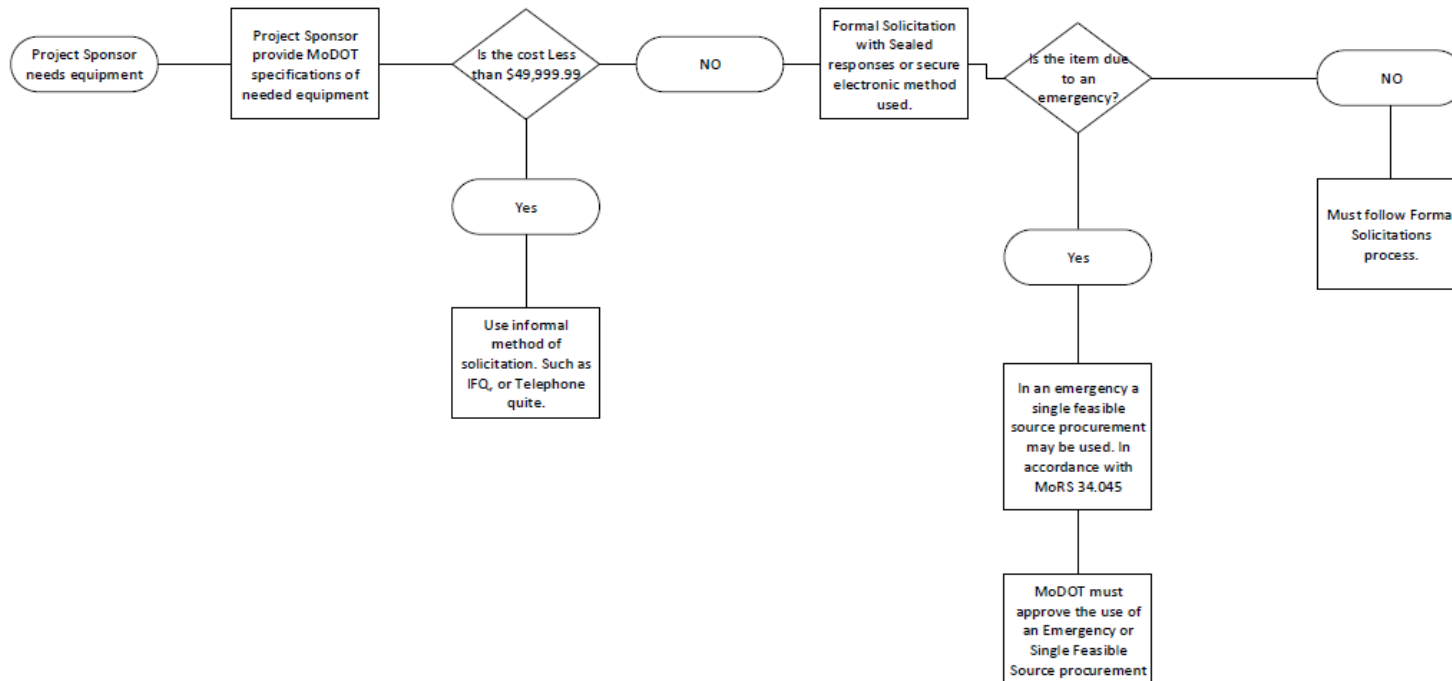 Project Sponsor
needs equipment
Project Sponsor
provide MoDOT
specifications of
needed equipment
Is the cost Less
than $49,999.99
NO
Formal Solicitation
with Sealed
responses or secure
electronic method
used.
Is the item due
to an
emergency?
NO
Yes
Use informal
method of
solicitation. Such as
IFQ, or Telephone
quite.
Yes
In an emergency a
single feasible
source procurement
may be used. In
accordance with
MoRS 34.045
MoDOT must
approve the use of
an Emergency or
Single Feasible
Source procurement
Must follow Formal
Solicitations
process.